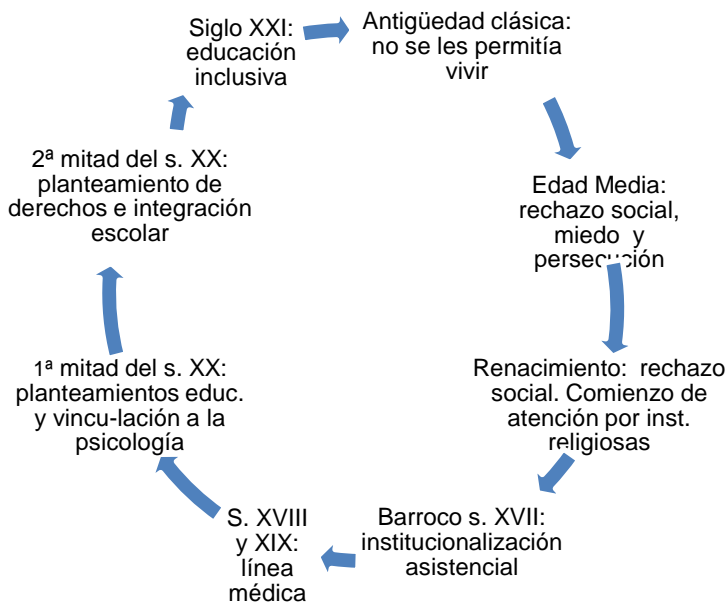 Antigüedad clásica:
no se les permitía
vivir
Edad Media:
rechazo social,
miedo y
persecución
Renacimiento: rechazo
social. Comienzo de
atención por inst.
religiosas
Barroco s. XVII:
institucionalización
asistencial
S. XVIII
y XIX:
línea
médica
1ª mitad del s. XX:
planteamientos educ.
y vincu-lación a la
psicología
2ª mitad del s. XX:
planteamiento de
derechos e integración
escolar
Siglo XXI:
educación
inclusiva